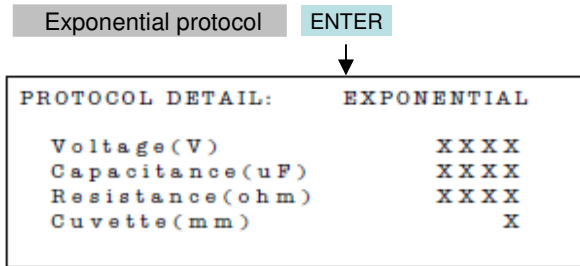 Exponential protocol ENTER
PROTOCOL DETAIL: EXPONENTIAL
Voltage(V) XXXX
Capacitance(uF) XXXX
Resistance(ohm) XXXX
Cuvette(mm) X